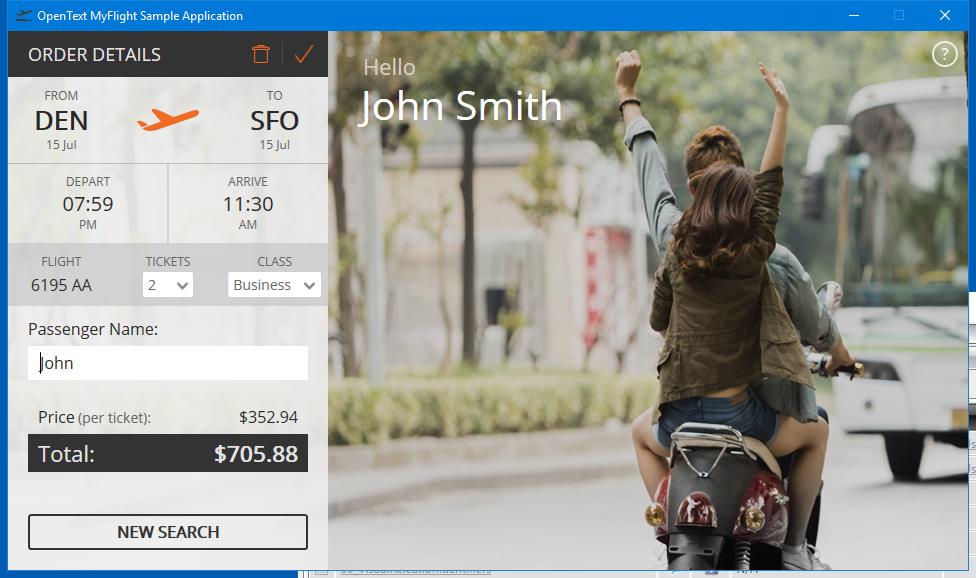 OpenText MyFlight Sample Application
ORDER DETAILS
FROM TO
DEN SFO
15 Jul 15 Jul
DEPART ARRIVE
07:59 11:30
PM AM
FLIGHT TICKETS CLASS
6195 AA 2 Business
Passenger Name:
John
Price (per ticket): $352.94
Total: $705.88
NEW SEARCH
Hello
John Smith
?